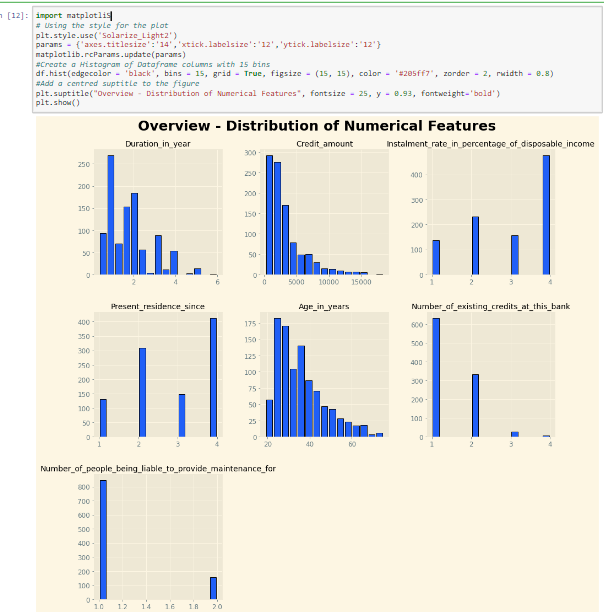 n [12]:
import matplotliS
# Using the style for the plot
plt.style.use('Solarize_Light2')
params = {'axes.titlesize':'14','xtick.labelsize':'12','ytick.labelsize':'12'}
matplotlib.rcParams.update(params)
#Create a Histogram of Dataframe columns with 15 bins
df.hist(edgecolor = 'black', bins = 15, grid = True, figsize = (15, 15), color = '#205ff7', zorder = 2, rwidth = 0.8)
#Add a centred suptitle to the figure
plt.suptitle("Overview - Distribution of Numerical Features", fontsize = 25, y = 0.93, fontweight='bold')
plt.show()
Overview - Distribution of Numerical Features
Duration_in_year
250
200
150
100
50
0
2 4 6
Credit_amount
300
250
200
150
100
50
0
0 5000 10000 15000
Instalment_rate_in_percentage_of_disposable_income
400
300
200
100
0
1 2 3 4
Present_residence_since
400
350
300
250
200
150
100
50
0
1 2 3 4
Age_in_years
175
150
125
100
75
50
25
0
20 40 60
Number_of_existing_credits_at_this_bank
600
500
400
300
200
100
0
1 2 3 4
Number_of_people_being_liable_to_provide_maintenance_for
800
700
600
500
400
300
200
100
0
1.0 1.2 1.4 1.6 1.8 2.0